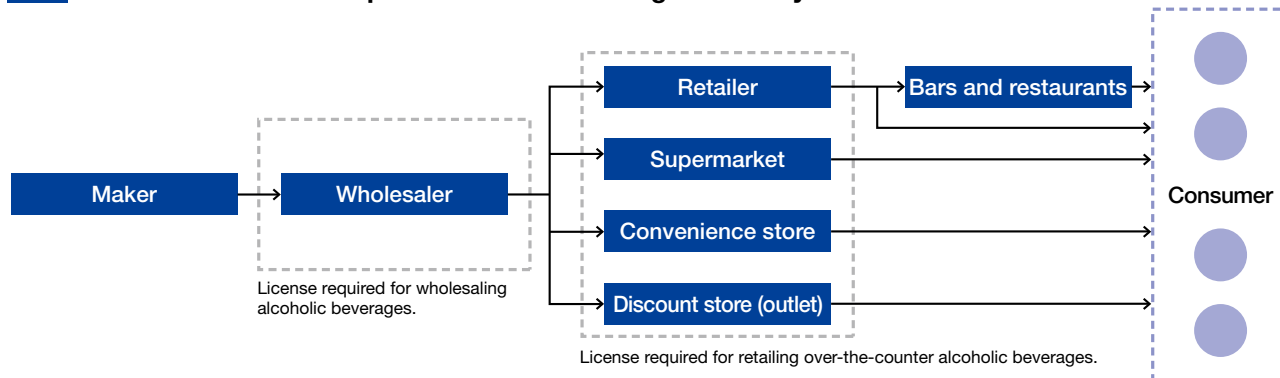 Retailer
Bars and restaurants
Supermarket
Maker
Wholesaler
Consumer
Convenience store
License required for wholesaling
alcoholic beverages.
Discount store (outlet)
License required for retailing over-the-counter alcoholic beverages.